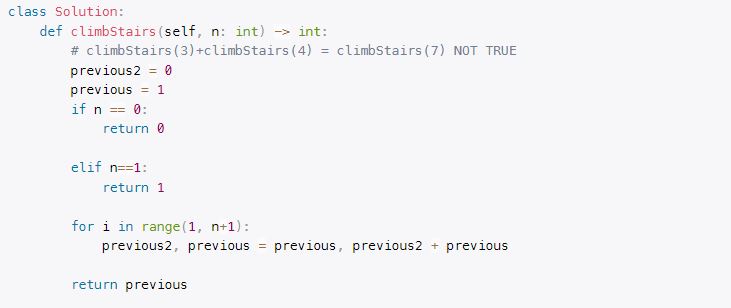 class Solution:
    def climbStairs(self, n: int) -> int:
        # climbStairs(3)+climbStairs(4) = climbStairs(7) NOT TRUE
        previous2 = 0
        previous = 1
        if n == 0:
            return 0

        elif n==1:
            return 1

        for i in range(1, n+1):
            previous2, previous = previous, previous2 + previous

        return previous